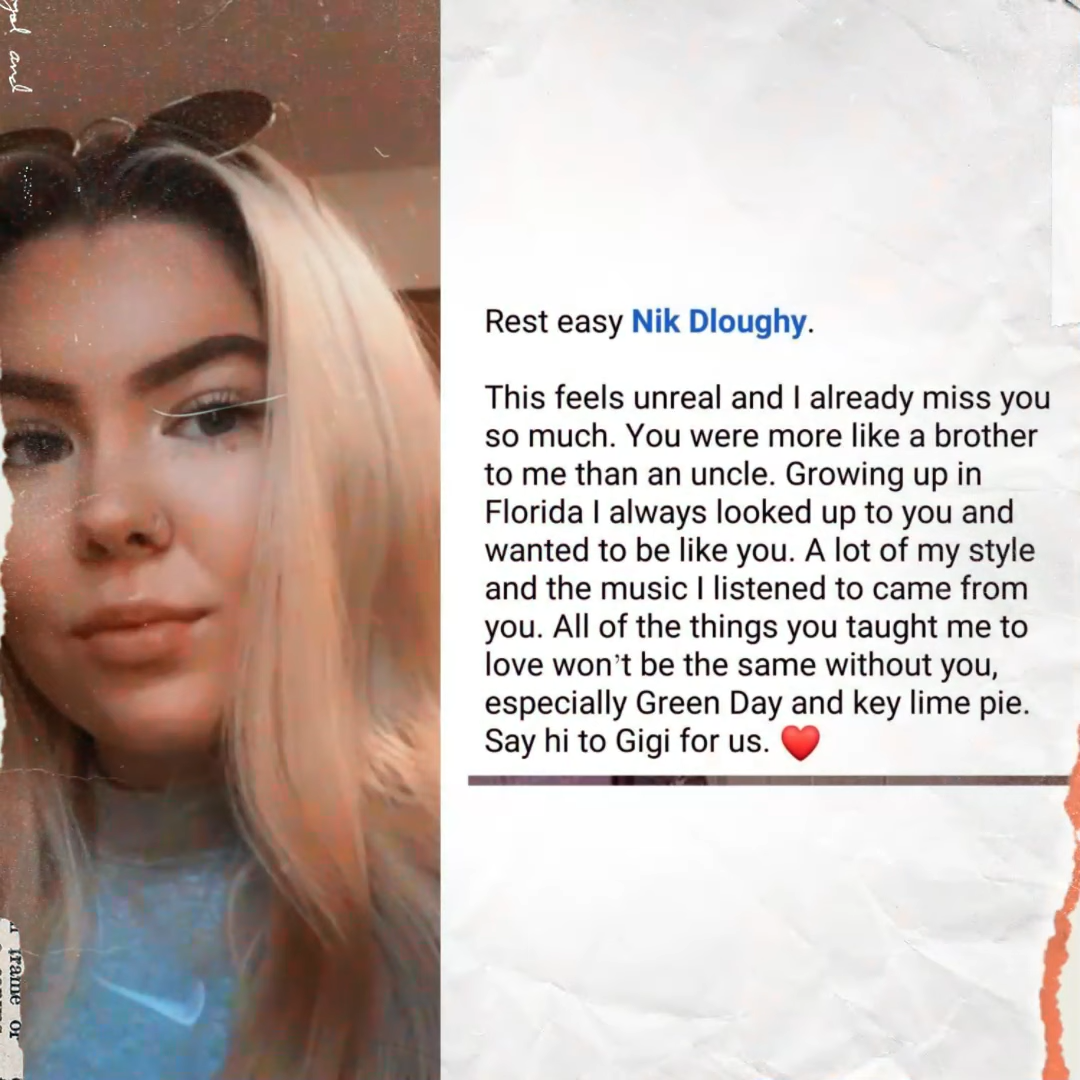 Rest easy Nik Dloughy.
This feels unreal and I already miss you
so much. You were more like a brother
to me than an uncle. Growing up in
Florida I always looked up to you and
wanted to be like you. A lot of my style
and the music I listened to came from
you. All of the things you taught me to
love won't be the same without you,
especially Green Day and key lime pie.
Say hi to Gigi for us. ❤️
and
frame or